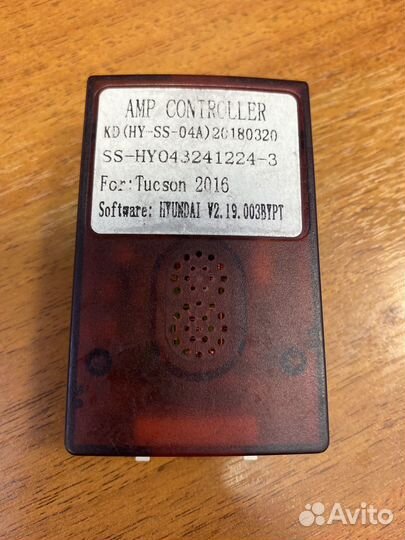 AMP CONTROLLER
KD(HY-SS-04A)20180320
SS-HY043241224-3
For:Tucson 2016
Software: HYUNDAI V2.19.003BYPT
Avito